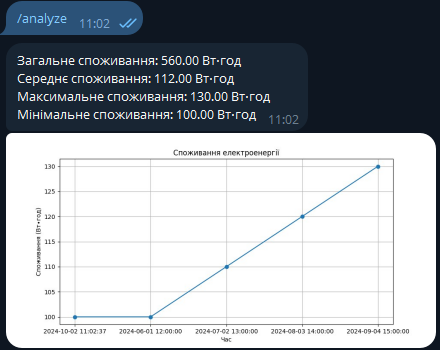 /analyze
11:02
Загальне споживання: 560.00 Вт·год
Середнє споживання: 112.00 Вт·год
Максимальне споживання: 130.00 Вт·год
Мінімальне споживання: 100.00 Вт·год
11:02
Споживання електроенергії
Споживання (Вт·год)
130
125
120
115
110
105
100
2024-10-02 11:02:37 2024-06-01 12:00:00 2024-07-02 13:00:00 2024-08-03 14:00:00 2024-09-04 15:00:00
Час